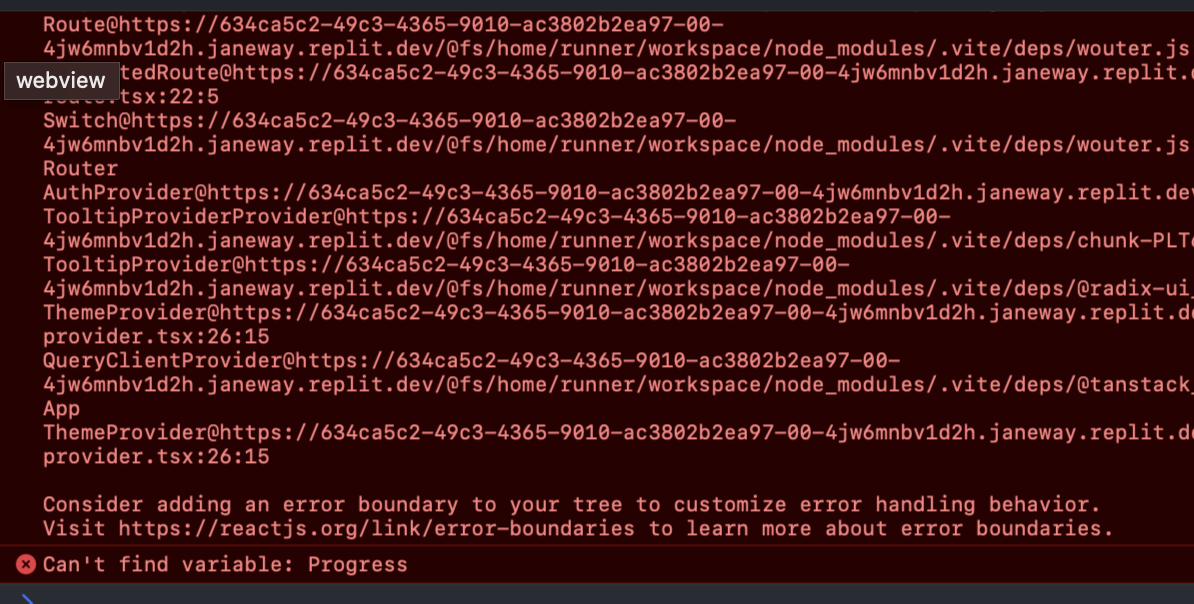 Route@https://634ca5c2-49c3-4365-9010-ac3802b2ea97-00-
4jw6mnbv1d2h.janeway.replit.dev/@fs/home/runner/workspace/node_modules/.vite/deps/wouter.js
webview
tedRoute@https://634ca5c2-49c3-4365-9010-ac3802b2ea97-00-4jw6mnbv1d2h.janeway.replit.
route.tsx:22:5
Switch@https://634ca5c2-49c3-4365-9010-ac3802b2ea97-00-
4jw6mnbv1d2h.janeway.replit.dev/@fs/home/runner/workspace/node_modules/.vite/deps/wouter.js
Router
AuthProvider@https://634ca5c2-49c3-4365-9010-ac3802b2ea97-00-4jw6mnbv1d2h.janeway.replit.de
TooltipProviderProvider@https://634ca5c2-49c3-4365-9010-ac3802b2ea97-00-
4jw6mnbv1d2h.janeway.replit.dev/@fs/home/runner/workspace/node_modules/.vite/deps/chunk-PLT
TooltipProvider@https://634ca5c2-49c3-4365-9010-ac3802b2ea97-00-
4jw6mnbv1d2h.janeway.replit.dev/@fs/home/runner/workspace/node_modules/.vite/deps/@radix-ui
ThemeProvider@https://634ca5c2-49c3-4365-9010-ac3802b2ea97-00-4jw6mnbv1d2h.janeway.replit.d
provider.tsx:26:15
QueryClientProvider@https://634ca5c2-49c3-4365-9010-ac3802b2ea97-00-
4jw6mnbv1d2h.janeway.replit.dev/@fs/home/runner/workspace/node_modules/.vite/deps/@tanstack_
App
ThemeProvider@https://634ca5c2-49c3-4365-9010-ac3802b2ea97-00-4jw6mnbv1d2h.janeway.replit.d
provider.tsx:26:15
Consider adding an error boundary to your tree to customize error handling behavior.
Visit https://reactjs.org/link/error-boundaries to learn more about error boundaries.
Can't find variable: Progress